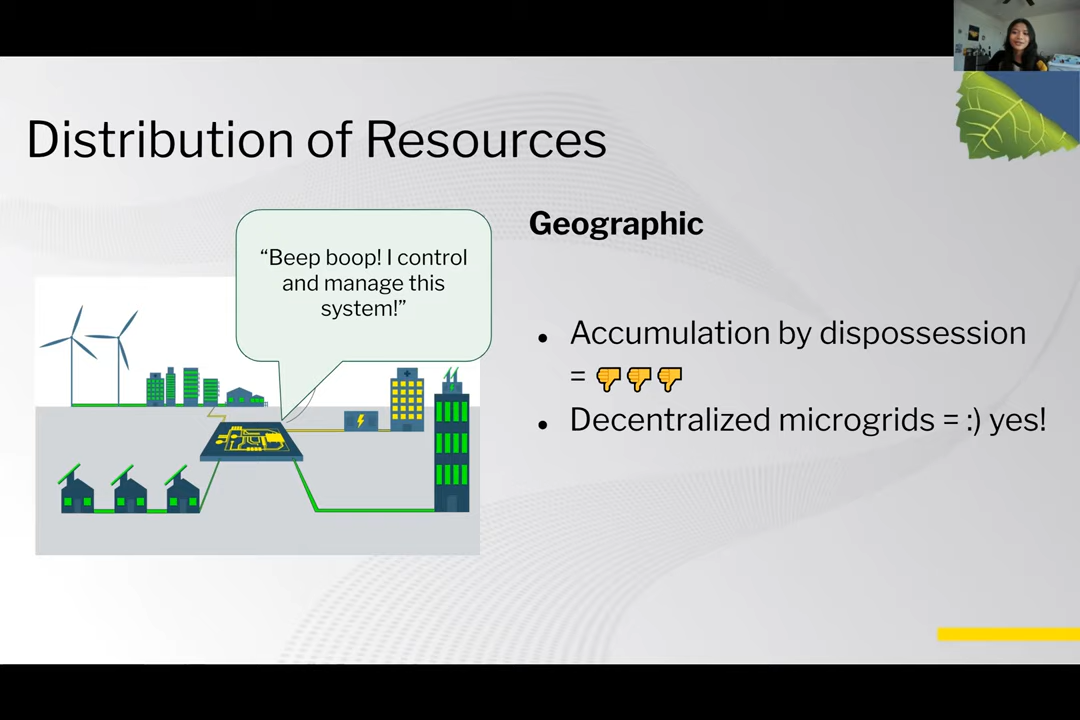 Distribution of Resources
“Beep boop! I control
and manage this
system!”
Geographic
• Accumulation by dispossession
= 👎👎👎
• Decentralized microgrids = :) yes!